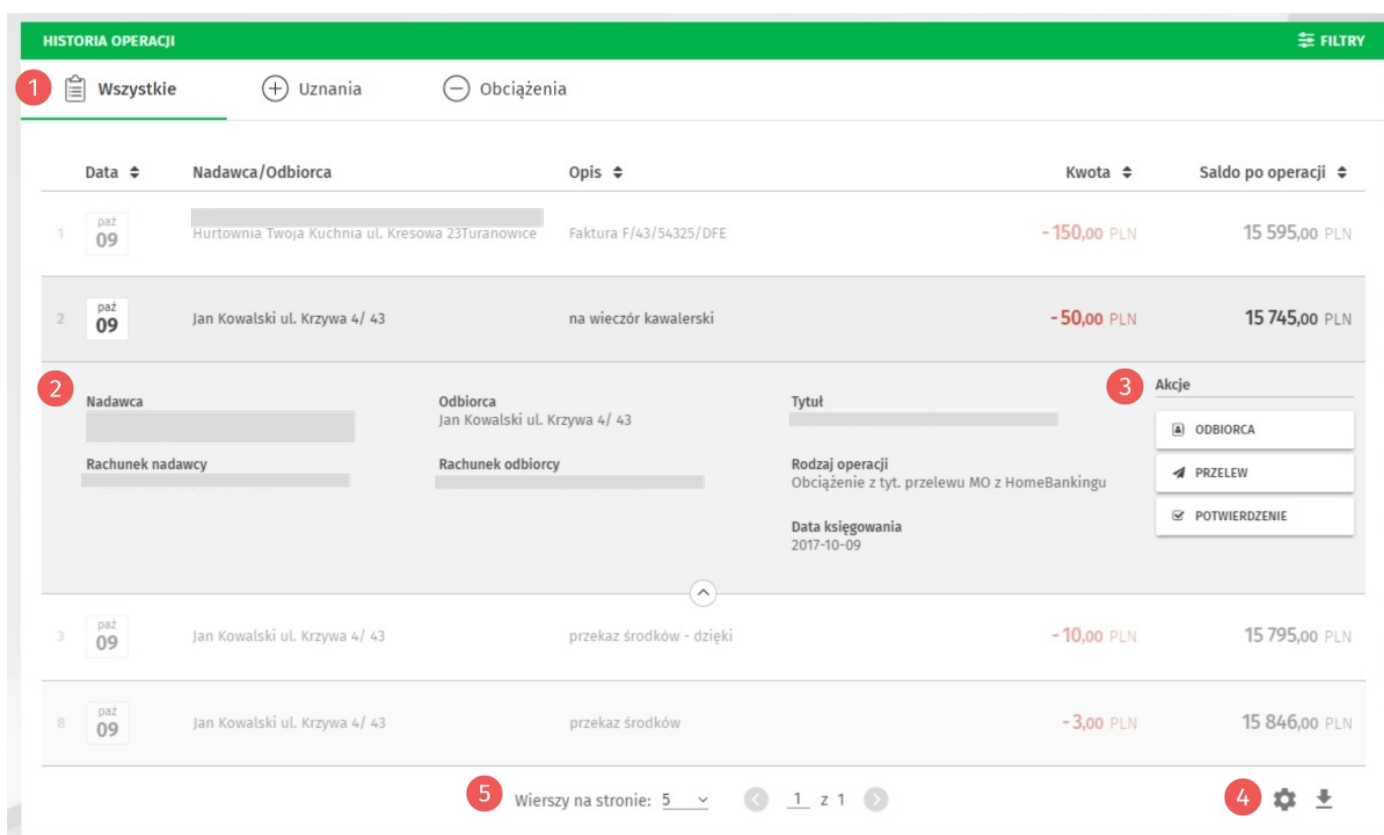 HISTORIA OPERACJI
FILTRY
1 Wszystkie Uznania Obciążenia
Data Nadawca/Odbiorca Opis Kwota Saldo po operacji
1 paź 09 Hurtownia Twoja Kuchnia ul. Kresowa 23Turanowice Faktura F/43/54325/DFE -150,00 PLN 15 595,00 PLN
2 paź 09 Jan Kowalski ul. Krzywa 4/ 43 na wieczór kawalerski -50,00 PLN 15 745,00 PLN
2
Nadawca
Odbiorca
Jan Kowalski ul. Krzywa 4/ 43
Tytuł
Rachunek nadawcy
Rachunek odbiorcy
Rodzaj operacji
Obciążenie z tyt. przelewu MO z HomeBankingu
Data księgowania
2017-10-09
3 Akcje
ODBIORCA
PRZELEW
POTWIERDZENIE
3 paź 09 Jan Kowalski ul. Krzywa 4/ 43 przekaz środków - dzięki -10,00 PLN 15 795,00 PLN
8 paź 09 Jan Kowalski ul. Krzywa 4/ 43 przekaz środków -3,00 PLN 15 846,00 PLN
5 Wierszy na stronie: 5 1 z 1 4